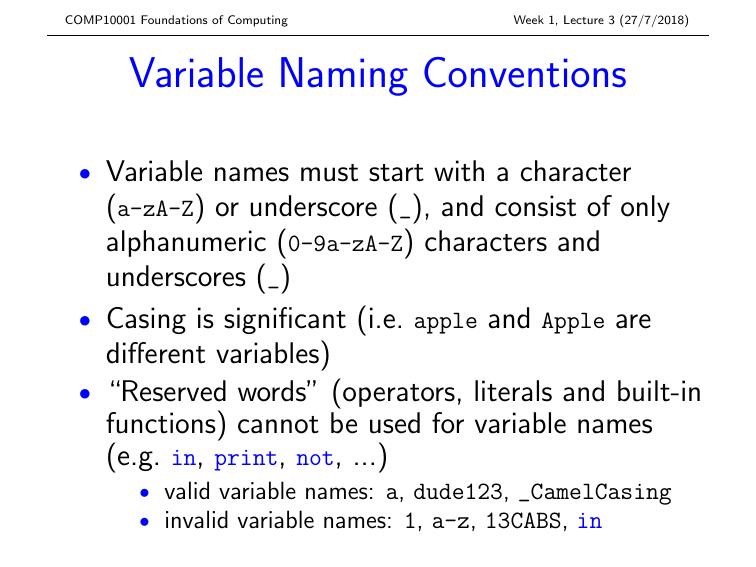 COMP10001 Foundations of Computing Week 1, Lecture 3 (27/7/2018)
Variable Naming Conventions
• Variable names must start with a character
(a-zA-Z) or underscore (_), and consist of only
alphanumeric (0-9a-zA-Z) characters and
underscores (_)
• Casing is significant (i.e. apple and Apple are
different variables)
• “Reserved words” (operators, literals and built-in
functions) cannot be used for variable names
(e.g. in, print, not, ...)
• valid variable names: a, dude123, _CamelCasing
• invalid variable names: 1, a-z, 13CABS, in